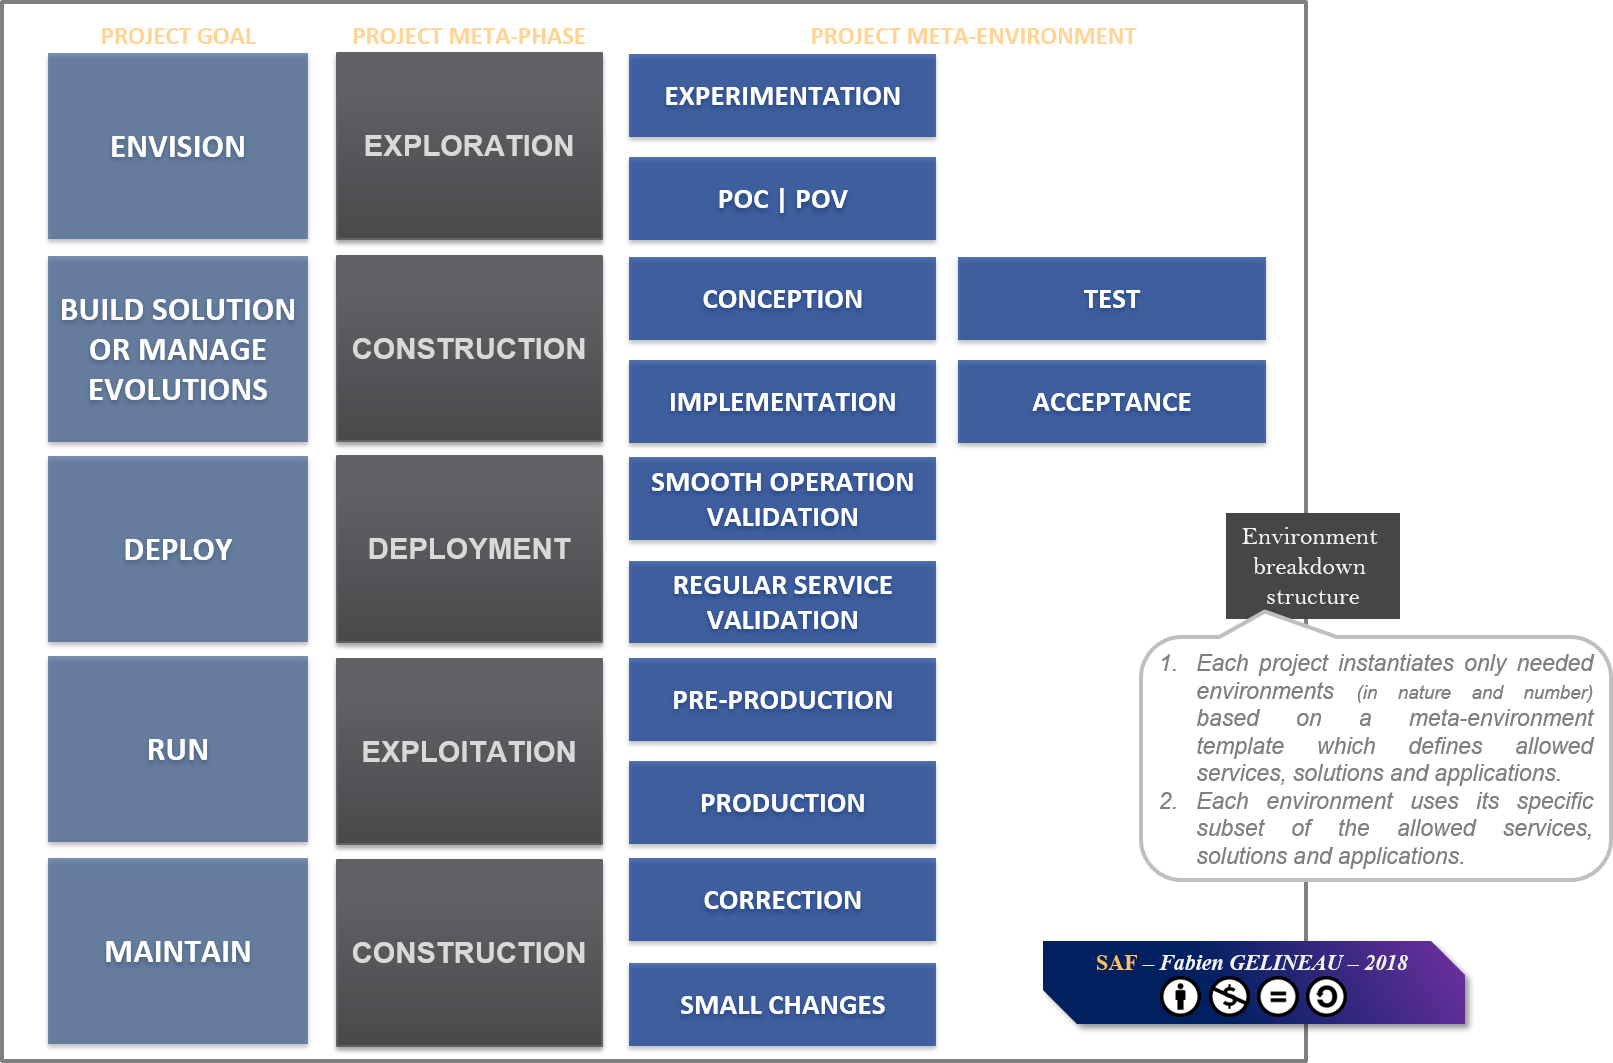 PROJECT GOAL
PROJECT META-PHASE
PROJECT META-ENVIRONMENT
ENVISION
EXPLORATION
EXPERIMENTATION
POC | POV
BUILD SOLUTION
OR MANAGE
EVOLUTIONS
CONSTRUCTION
CONCEPTION
TEST
IMPLEMENTATION
ACCEPTANCE
DEPLOY
DEPLOYMENT
SMOOTH OPERATION
VALIDATION
REGULAR SERVICE
VALIDATION
RUN
EXPLOITATION
PRE-PRODUCTION
PRODUCTION
MAINTAIN
CONSTRUCTION
CORRECTION
SMALL CHANGES
Environment
breakdown
structure
1. Each project instantiates only needed
environments (in nature and number)
based on a meta-environment
template which defines allowed
services, solutions and applications.
2. Each environment uses its specific
subset of the allowed services,
solutions and applications.
SAF – Fabien GELINEAU – 2018